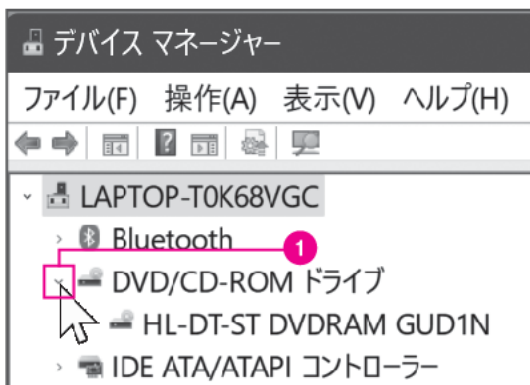 デバイス マネージャー
ファイル(F) 操作(A) 表示(V) ヘルプ(H)
LAPTOP-T0K68VGC
Bluetooth
1
DVD/CD-ROM ドライブ
HL-DT-ST DVDRAM GUD1N
IDE ATA/ATAPI コントローラー